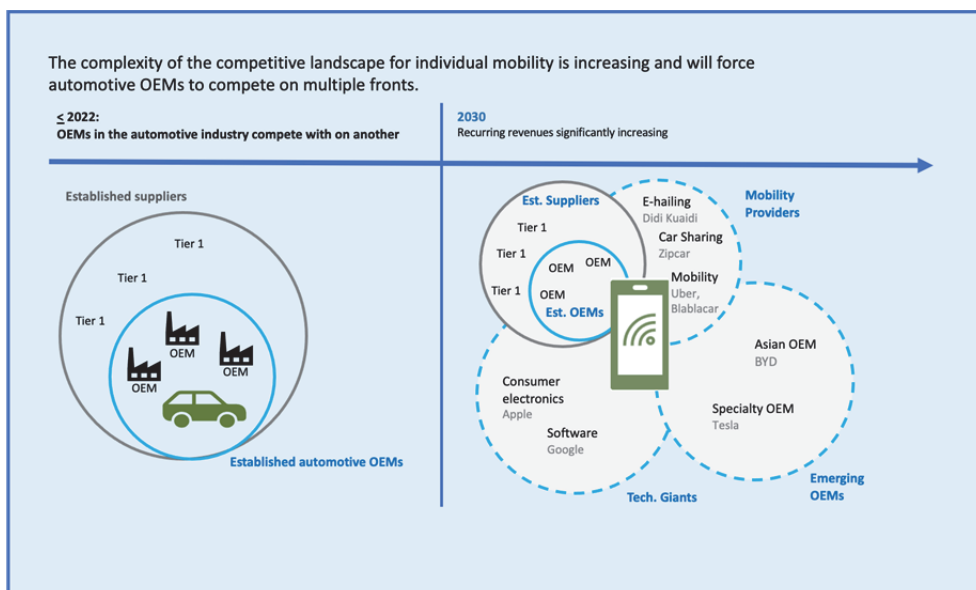 The complexity of the competitive landscape for individual mobility is increasing and will force
automotive OEMs to compete on multiple fronts.
≤ 2022:
OEMs in the automotive industry compete with on another
2030
Recurring revenues significantly increasing
Established suppliers
Tier 1
Tier 1
Tier 1
OEM
OEM
OEM
Established automotive OEMs
Est. Suppliers
Tier 1
Tier 1
Tier 1
OEM
OEM
OEM
Est. OEMs
E-hailing
Didi Kuaidi
Car Sharing
Zipcar
Mobility
Uber,
Blablacar
Mobility
Providers
Consumer
electronics
Apple
Software
Google
Tech. Giants
Asian OEM
BYD
Specialty OEM
Tesla
Emerging
OEMs